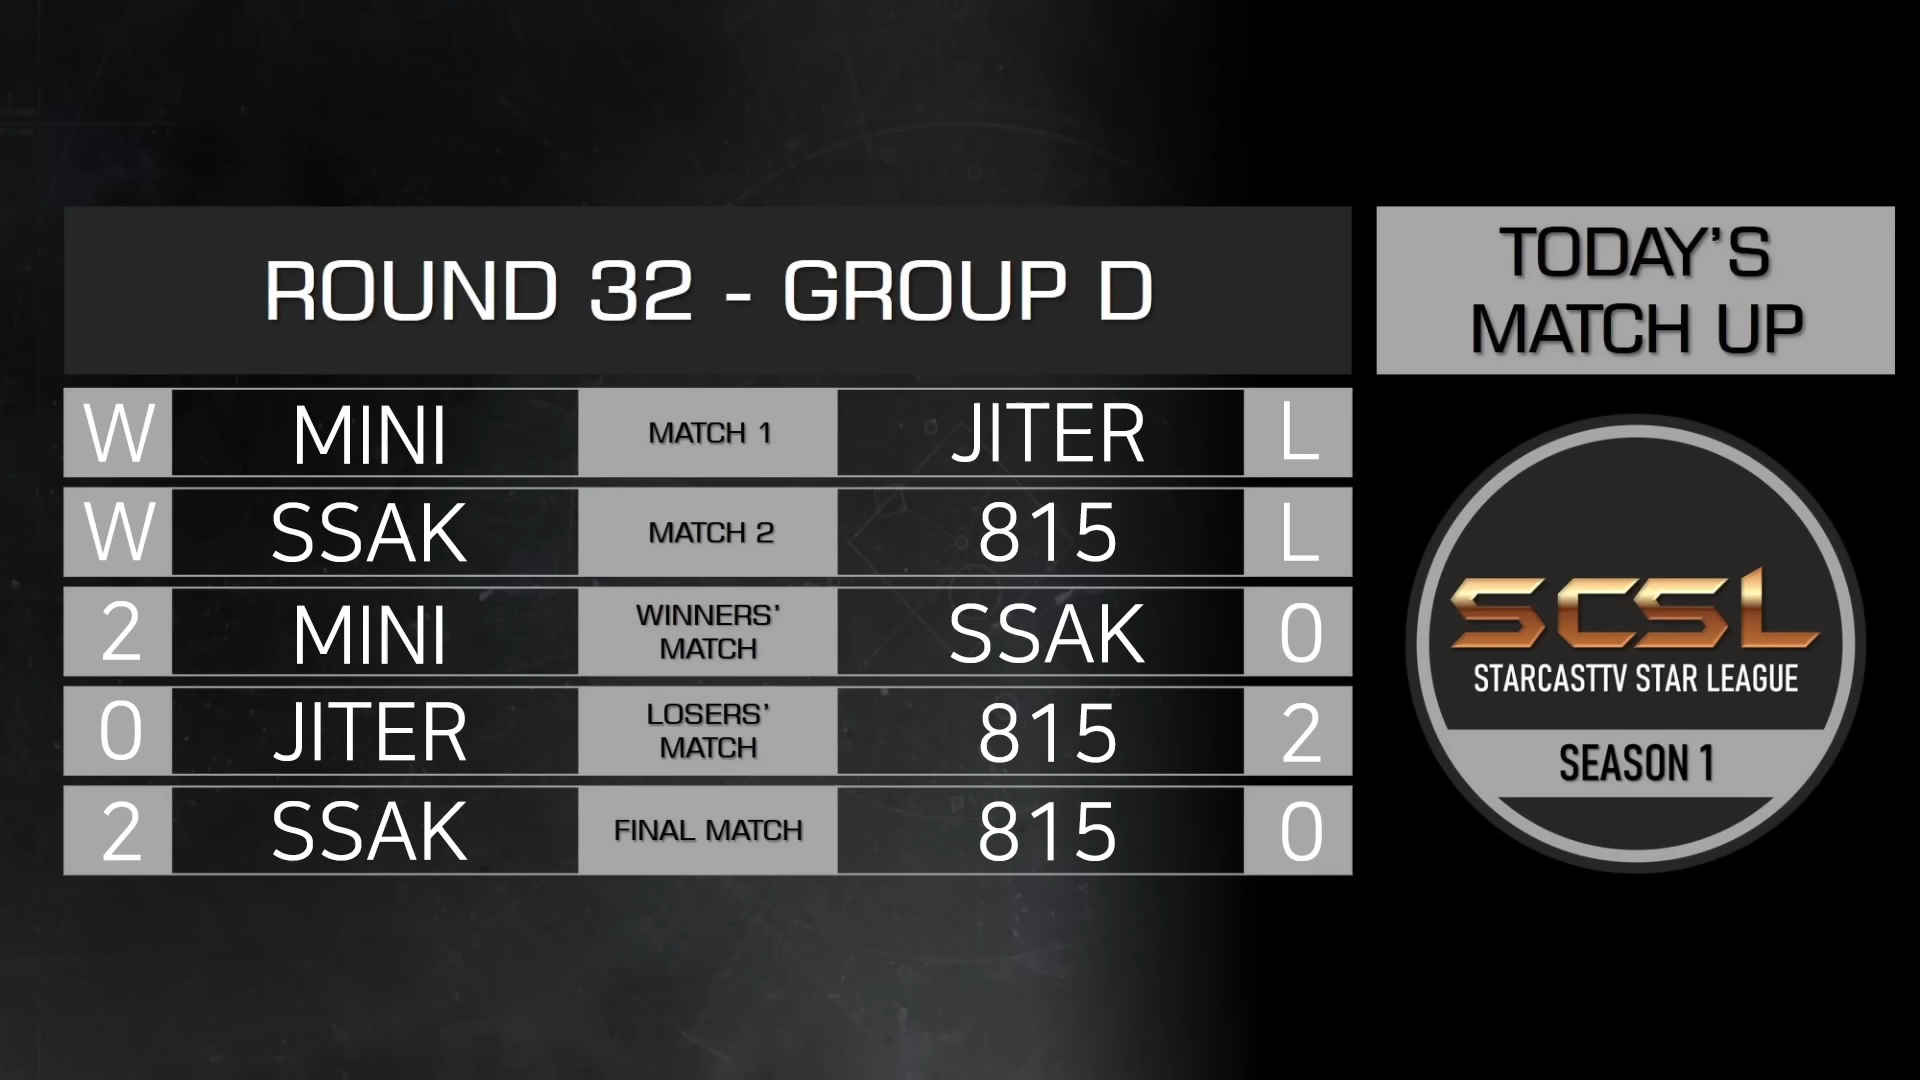 ROUND 32 - GROUP D
TODAY'S
MATCH UP
W MINI MATCH 1 JITER L
W SSAK MATCH 2 815 L
2 MINI WINNERS' MATCH SSAK 0
0 JITER LOSERS' MATCH 815 2
2 SSAK FINAL MATCH 815 0
SCSL
STARCASTTV STAR LEAGUE
SEASON 1